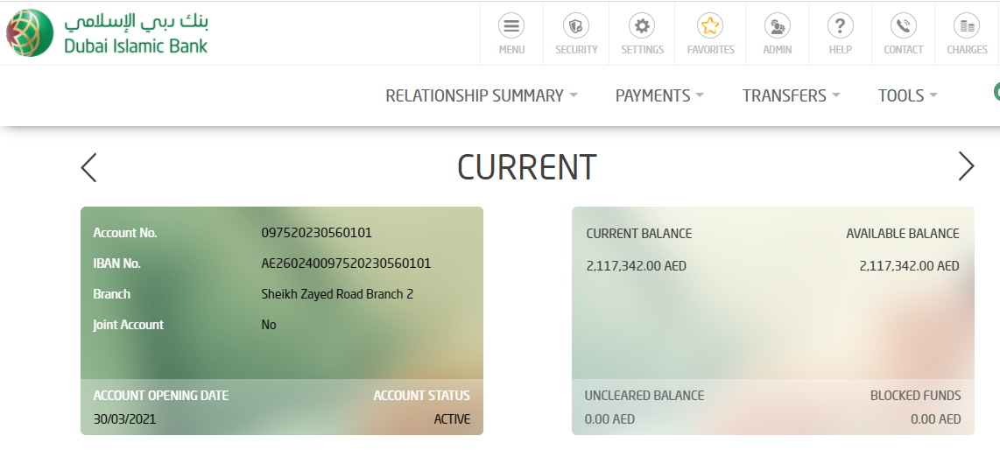 بنك دبي الإسلامي
Dubai Islamic Bank
MENU
SECURITY
SETTINGS
FAVORITES
ADMIN
HELP
CONTACT
CHARGES
RELATIONSHIP SUMMARY
PAYMENTS
TRANSFERS
TOOLS
CURRENT
Account No. 097520230560101
IBAN No. AE260240097520230560101
Branch Sheikh Zayed Road Branch 2
Joint Account No
ACCOUNT OPENING DATE ACCOUNT STATUS
30/03/2021 ACTIVE
CURRENT BALANCE AVAILABLE BALANCE
2,117,342.00 AED 2,117,342.00 AED
UNCLEARED BALANCE BLOCKED FUNDS
0.00 AED 0.00 AED